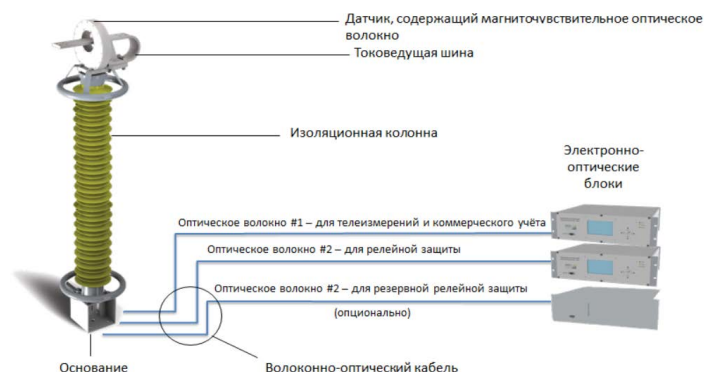 Датчик, содержащий магниточувствительное оптическое
волокно
Токоведущая шина
Изоляционная колонна
Электронно-
оптические
блоки
Оптическое волокно #1 – для телеизмерений и коммерческого учёта
Оптическое волокно #2 – для релейной защиты
Оптическое волокно #2 – для резервной релейной защиты
(опционально)
Основание
Волоконно-оптический кабель